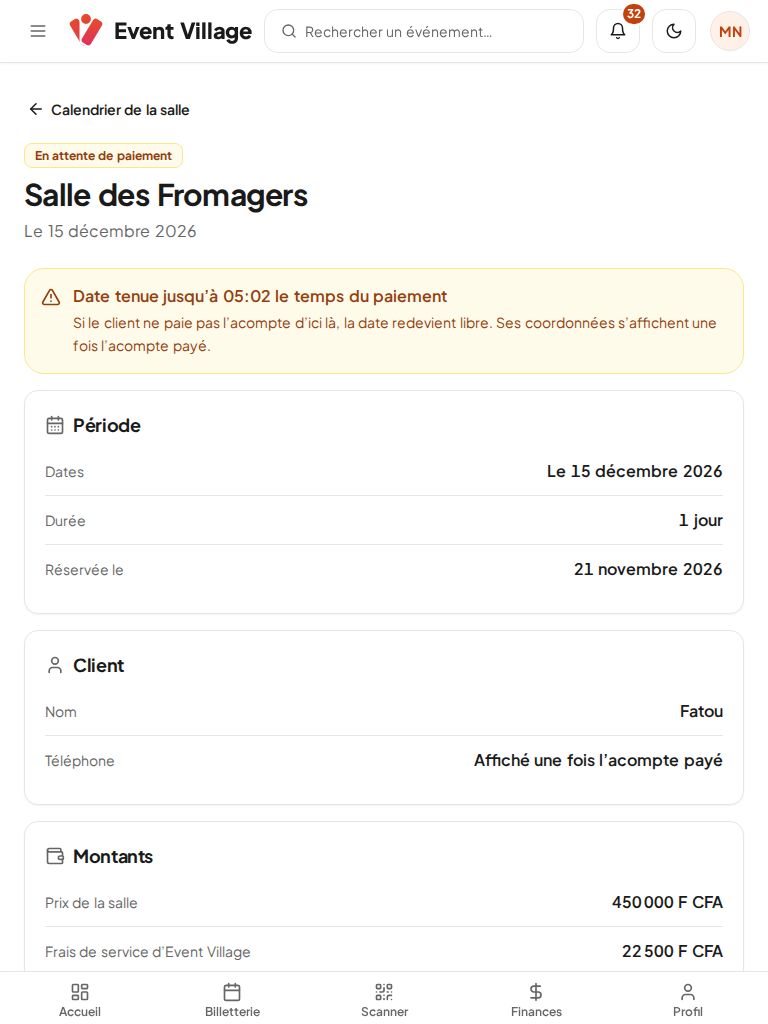 Event Village
Rechercher un événement…
32
MN
Calendrier de la salle
En attente de paiement
Salle des Fromagers
Le 15 décembre 2026
Date tenue jusqu’à 05:02 le temps du paiement
Si le client ne paie pas l’acompte d’ici là, la date redevient libre. Ses coordonnées s’affichent une
fois l’acompte payé.
Période
Dates Le 15 décembre 2026
Durée 1 jour
Réservée le 21 novembre 2026
Client
Nom Fatou
Téléphone Affiché une fois l’acompte payé
Montants
Prix de la salle 450 000 F CFA
Frais de service d’Event Village 22 500 F CFA
Accueil Billetterie Scanner Finances Profil